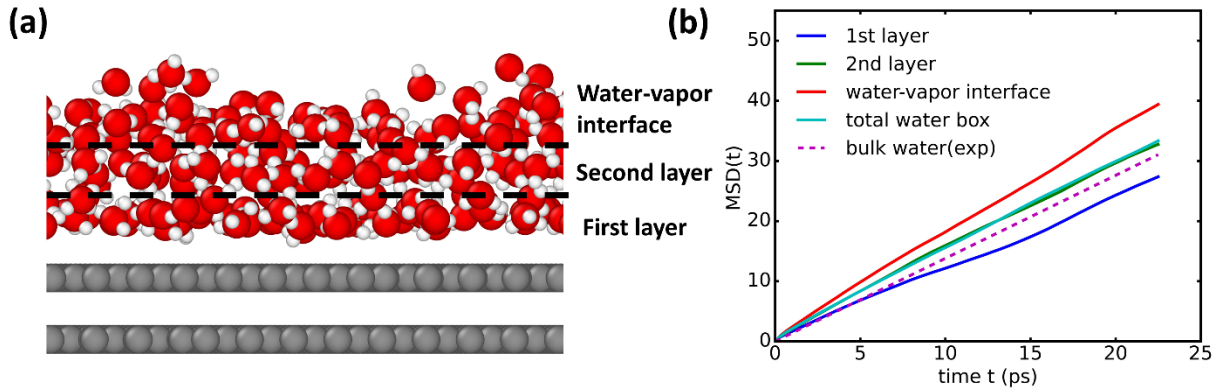 (a)
Water-vapor
interface
Second layer
First layer
(b)
1st layer
2nd layer
water-vapor interface
total water box
bulk water(exp)
MSD(t)
50
40
30
20
10
0
0 5 10 15 20 25
time t (ps)